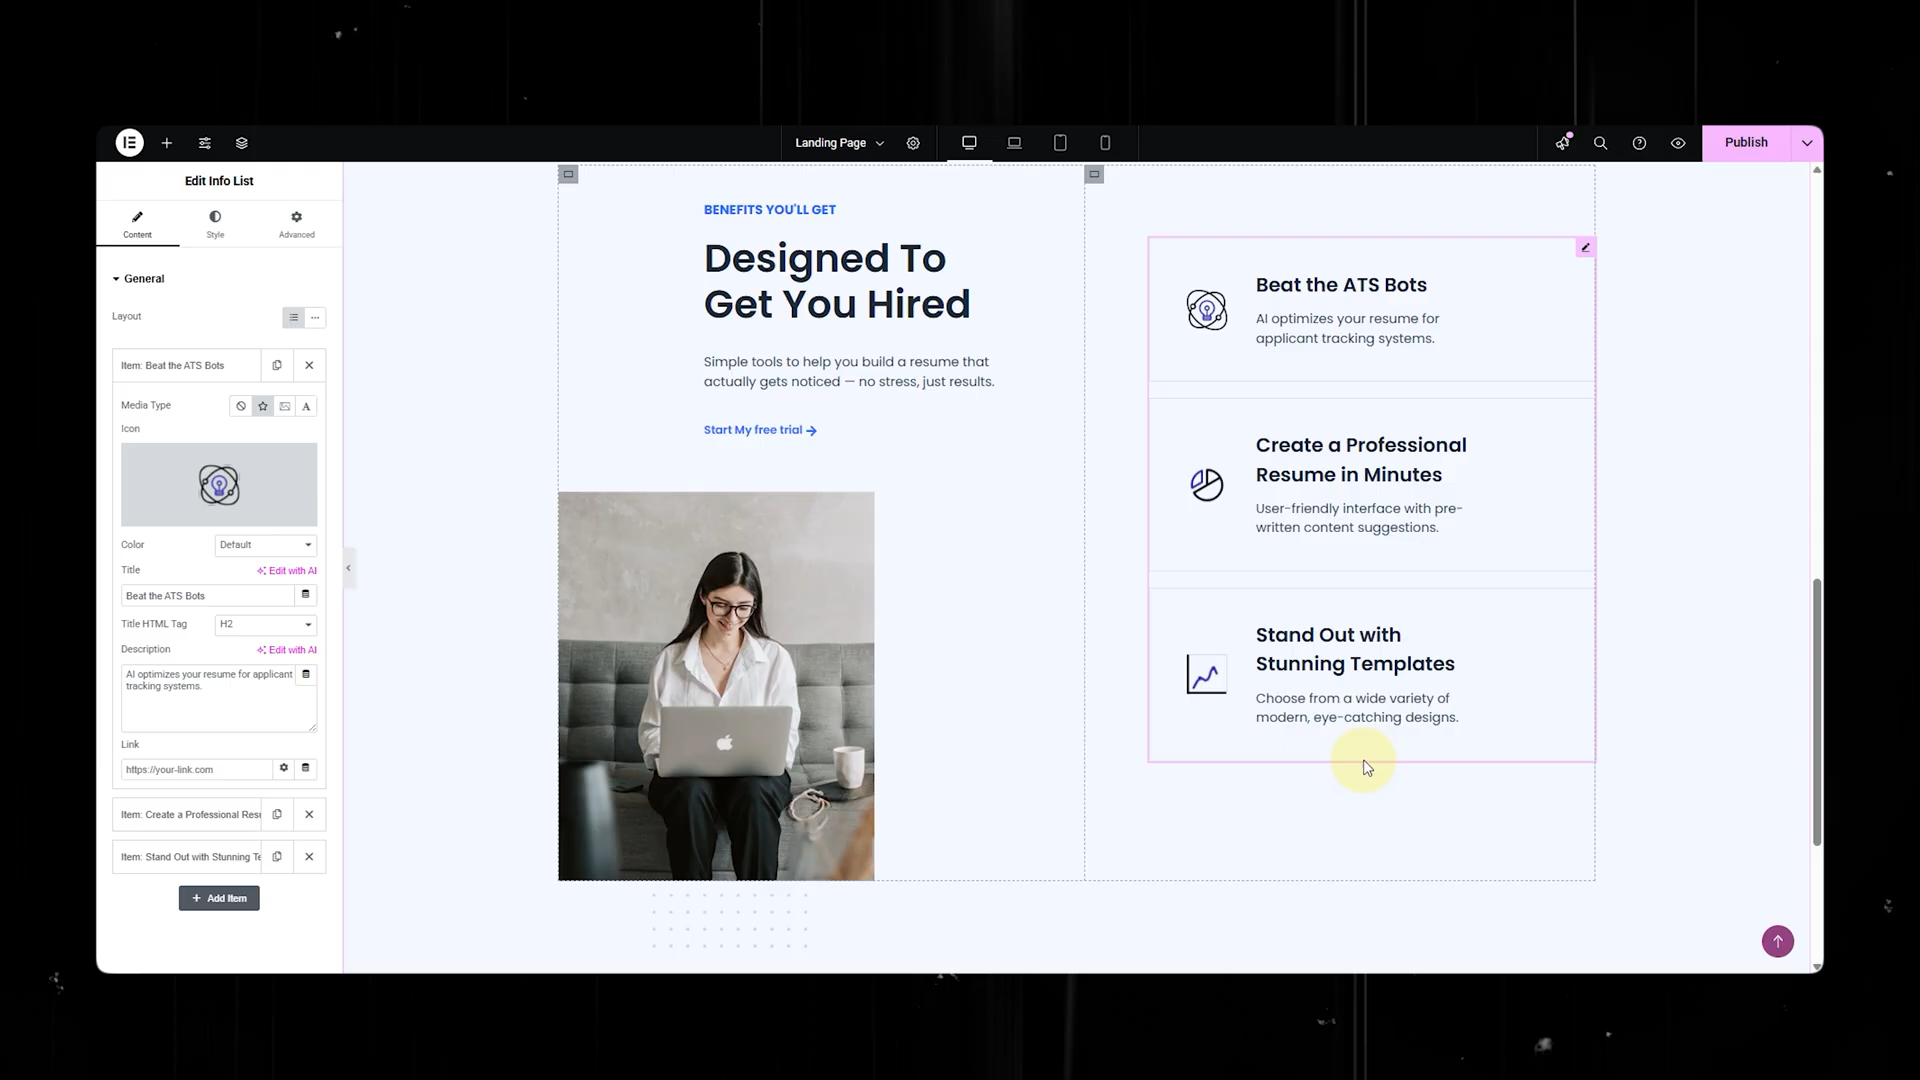 Landing Page
Publish
Edit Info List
Content
Style
Advanced
General
Layout
Item: Beat the ATS Bots
Media Type
A
Icon
Color
Default
Title
Edit with AI
Beat the ATS Bots
Title HTML Tag
H2
Description
Edit with AI
AI optimizes your resume for applicant
tracking systems.
Link
https://your-link.com
Item: Create a Professional Resu
Item: Stand Out with Stunning Te
+ Add Item
BENEFITS YOU'LL GET
Designed To
Get You Hired
Simple tools to help you build a resume that
actually gets noticed — no stress, just results.
Start My free trial →
Beat the ATS Bots
AI optimizes your resume for
applicant tracking systems.
Create a Professional
Resume in Minutes
User-friendly interface with pre-
written content suggestions.
Stand Out with
Stunning Templates
Choose from a wide variety of
modern, eye-catching designs.